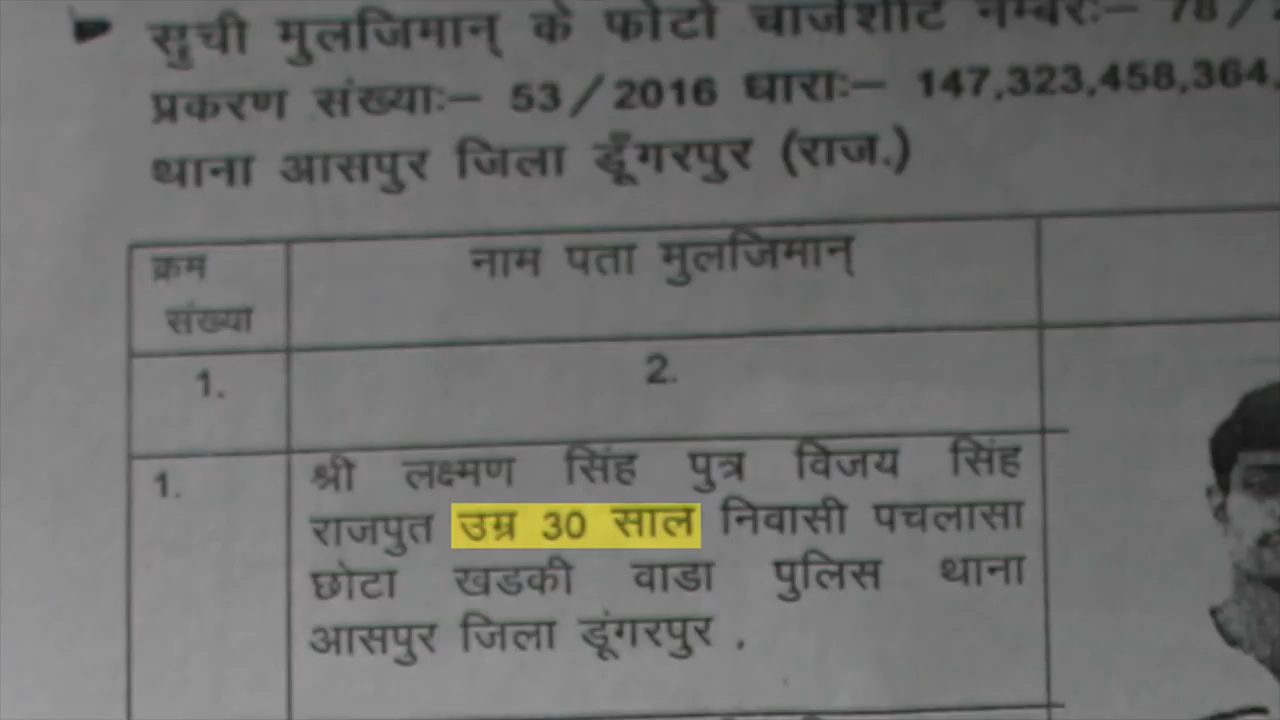 सूची मुलजिमान् के फोटो चार्जशीट नम्बरः– 78/
प्रकरण संख्याः– 53/2016 धाराः– 147,323,458,364,
थाना आसपुर जिला डूँगरपुर (राज.)
क्रम संख्या
नाम पता मुलजिमान्
1.
2.
1.
श्री लक्ष्मण सिंह पुत्र विजय सिंह
राजपुत उम्र 30 साल निवासी पचलासा
छोटा खडकी वाडा पुलिस थाना
आसपुर जिला डूंगरपुर .